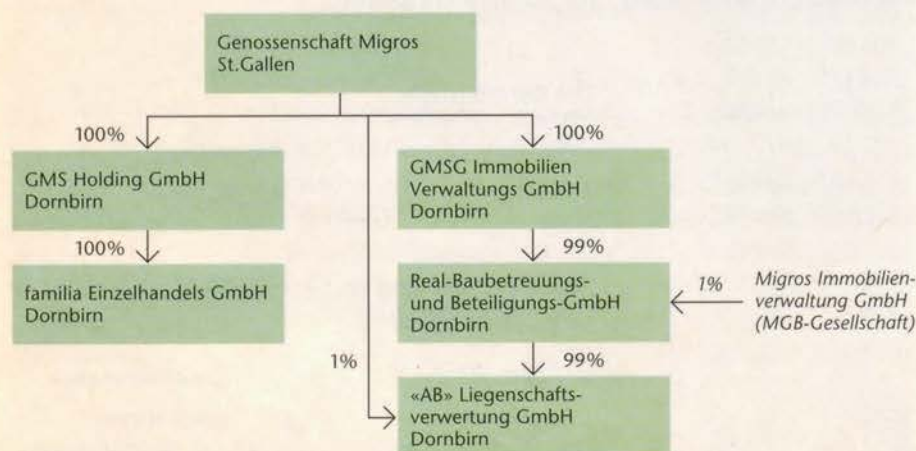 Genossenschaft Migros
St.Gallen
100%
100%
GMS Holding GmbH
Dornbirn
GMSG Immobilien
Verwaltungs GmbH
Dornbirn
100%
99%
familia Einzelhandels GmbH
Dornbirn
Real-Baubetreuungs-
und Beteiligungs-GmbH
Dornbirn
1%
Migros Immobilien-
verwaltung GmbH
(MGB-Gesellschaft)
1%
99%
«AB» Liegenschafts-
verwertung GmbH
Dornbirn